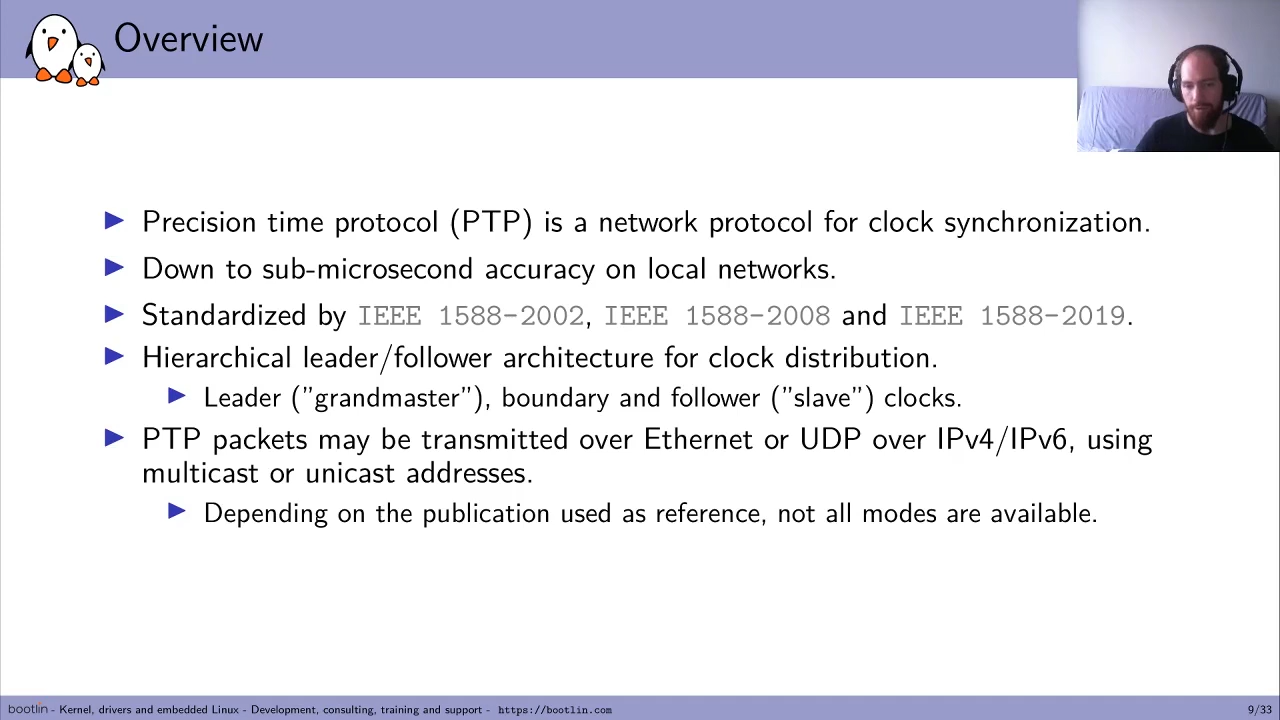 Overview
Precision time protocol (PTP) is a network protocol for clock synchronization.
Down to sub-microsecond accuracy on local networks.
Standardized by IEEE 1588-2002, IEEE 1588-2008 and IEEE 1588-2019.
Hierarchical leader/follower architecture for clock distribution.
Leader (”grandmaster”), boundary and follower (”slave”) clocks.
PTP packets may be transmitted over Ethernet or UDP over IPv4/IPv6, using
multicast or unicast addresses.
Depending on the publication used as reference, not all modes are available.
bootlin - Kernel, drivers and embedded Linux - Development, consulting, training and support - https://bootlin.com
9/33